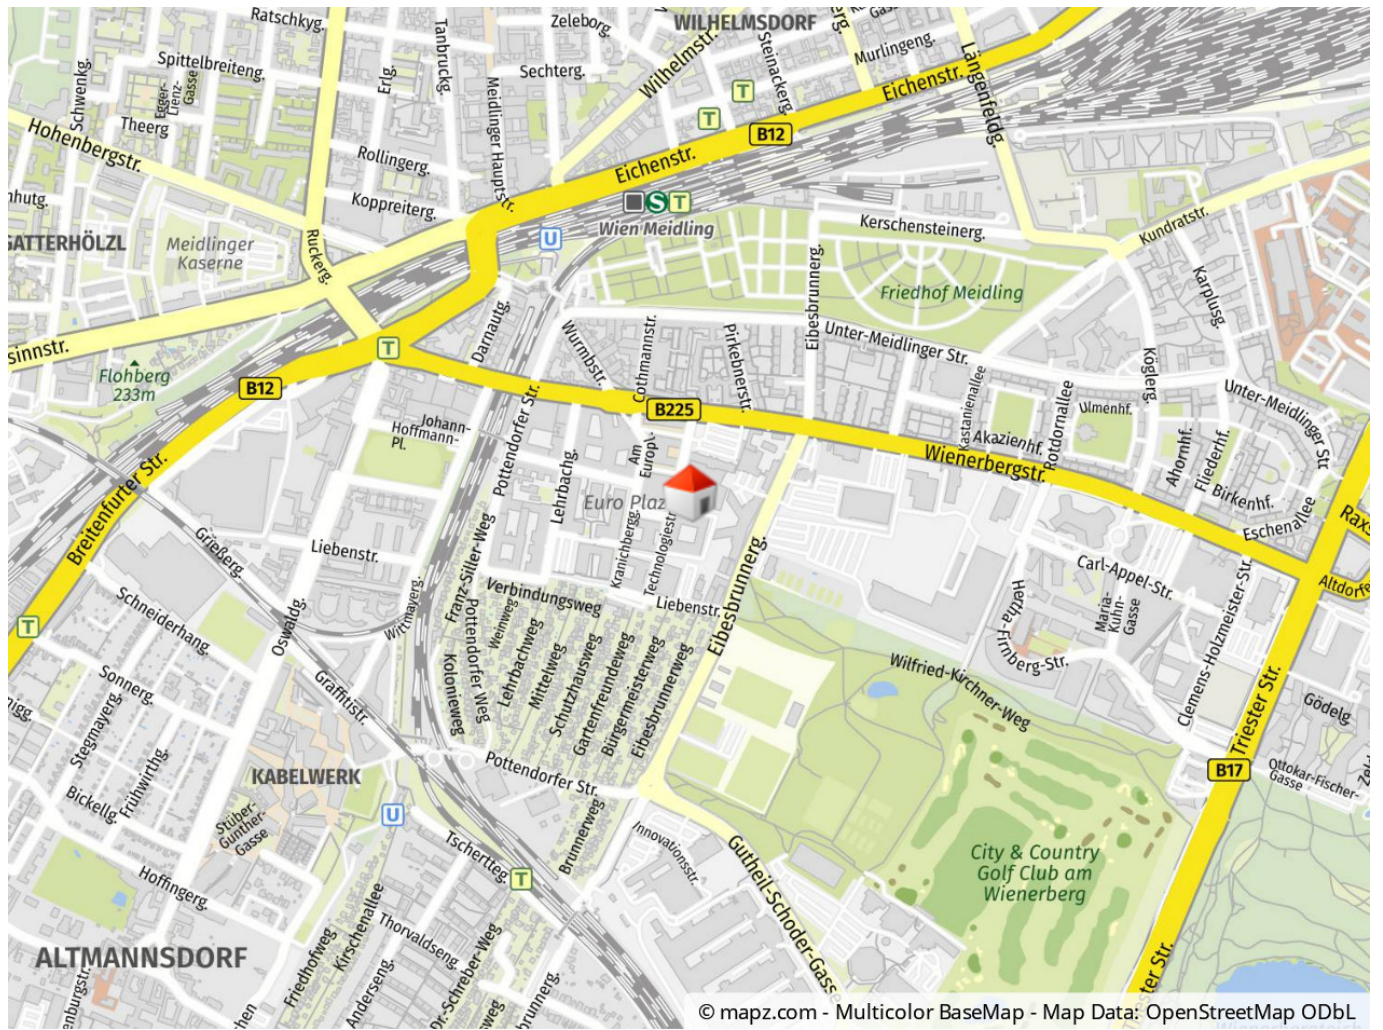 Ratschkyg.
Zeleborg.
WILHELMSDORF
Tanbruckg.
Steinackerg.
Murlingeng.
Längenfeldg.
Spittelbreiteng.
Schwenkg.
Egger-
Lienz-
Gasse
Erlg.
Sechterg.
Wilhelmstr.
Eichenstr.
T
T
Theerg
Meidlinger Hauptstr.
B12
Hohenbergstr.
Rollingerg.
Eichenstr.
Koppreiterg.
nhutg.
S
T
Wien Meidling
Kerschensteinerg.
Kundratstr.
GATTERHÖLZL
Meidlinger
Kaserne
Ruckerg.
U
Eibesbrunnerg.
Friedhof Meidling
Karplusg.
Darnautg.
Wurmbstr.
Cothmannstr.
Pirkebnerstr.
Unter-Meidlinger Str.
Köglerg.
sinnstr.
T
Flohberg
233m
B12
Kastanienallee
Rotdornallee
Ulmenhf.
Unter-Meidlinger Str
B225
Johann-
Hoffmann-
Pl.
Pottendorfer Str.
Am
Europl.
Akazienhf.
Wienerbergstr.
Ahornhf.
Fliederhf.
Birkenhf.
Eschenallee
Breitenfurter Str.
Lehrbachg.
Euro Plaz
Raxs
Grießerg.
Liebenstr.
Franz-Siller-Weg
Kranichbergg.
Technologiestr
Eibesbrunnerg.
Carl-Appel-Str.
Altdorfe
Schneiderhang
Oswaldg.
Wittmayerg.
Verbindungsweg
Liebenstr.
Hertha-Firnberg-Str.
Maria-
Kuhn-
Gasse
Clemens-Holzmeister-Str.
T
Sonnerg.
Graffitistr.
Kolonieweg
Pottendorfer Weg
Weinweg
Lehrbachweg
Mittelweg
Schutzhausweg
Gartenfreundeweg
Bürgermeisterweg
Eibesbrunnerweg
Wilfried-Kirchner-Weg
Triester Str.
Gödelg
Stegmayerg.
Frühwirthg.
Bickellg.
KABELWERK
Pottendorfer Str.
B17
Ottokar-Fischer-
Gasse
Stüber-
Gunther-
Gasse
U
Tschertteg.
T
Brunnerweg
Innovationsstr.
Gutheil-Schoder-Gasse
City & Country
Golf Club am
Wienerberg
Hoffingerg.
Kirschenallee
Friedhofweg
Thorvaldseng.
Anderseng.
Dr.-Schreber-Weg
ALTMANNSDORF
© mapz.com - Multicolor BaseMap - Map Data: OpenStreetMap ODbL